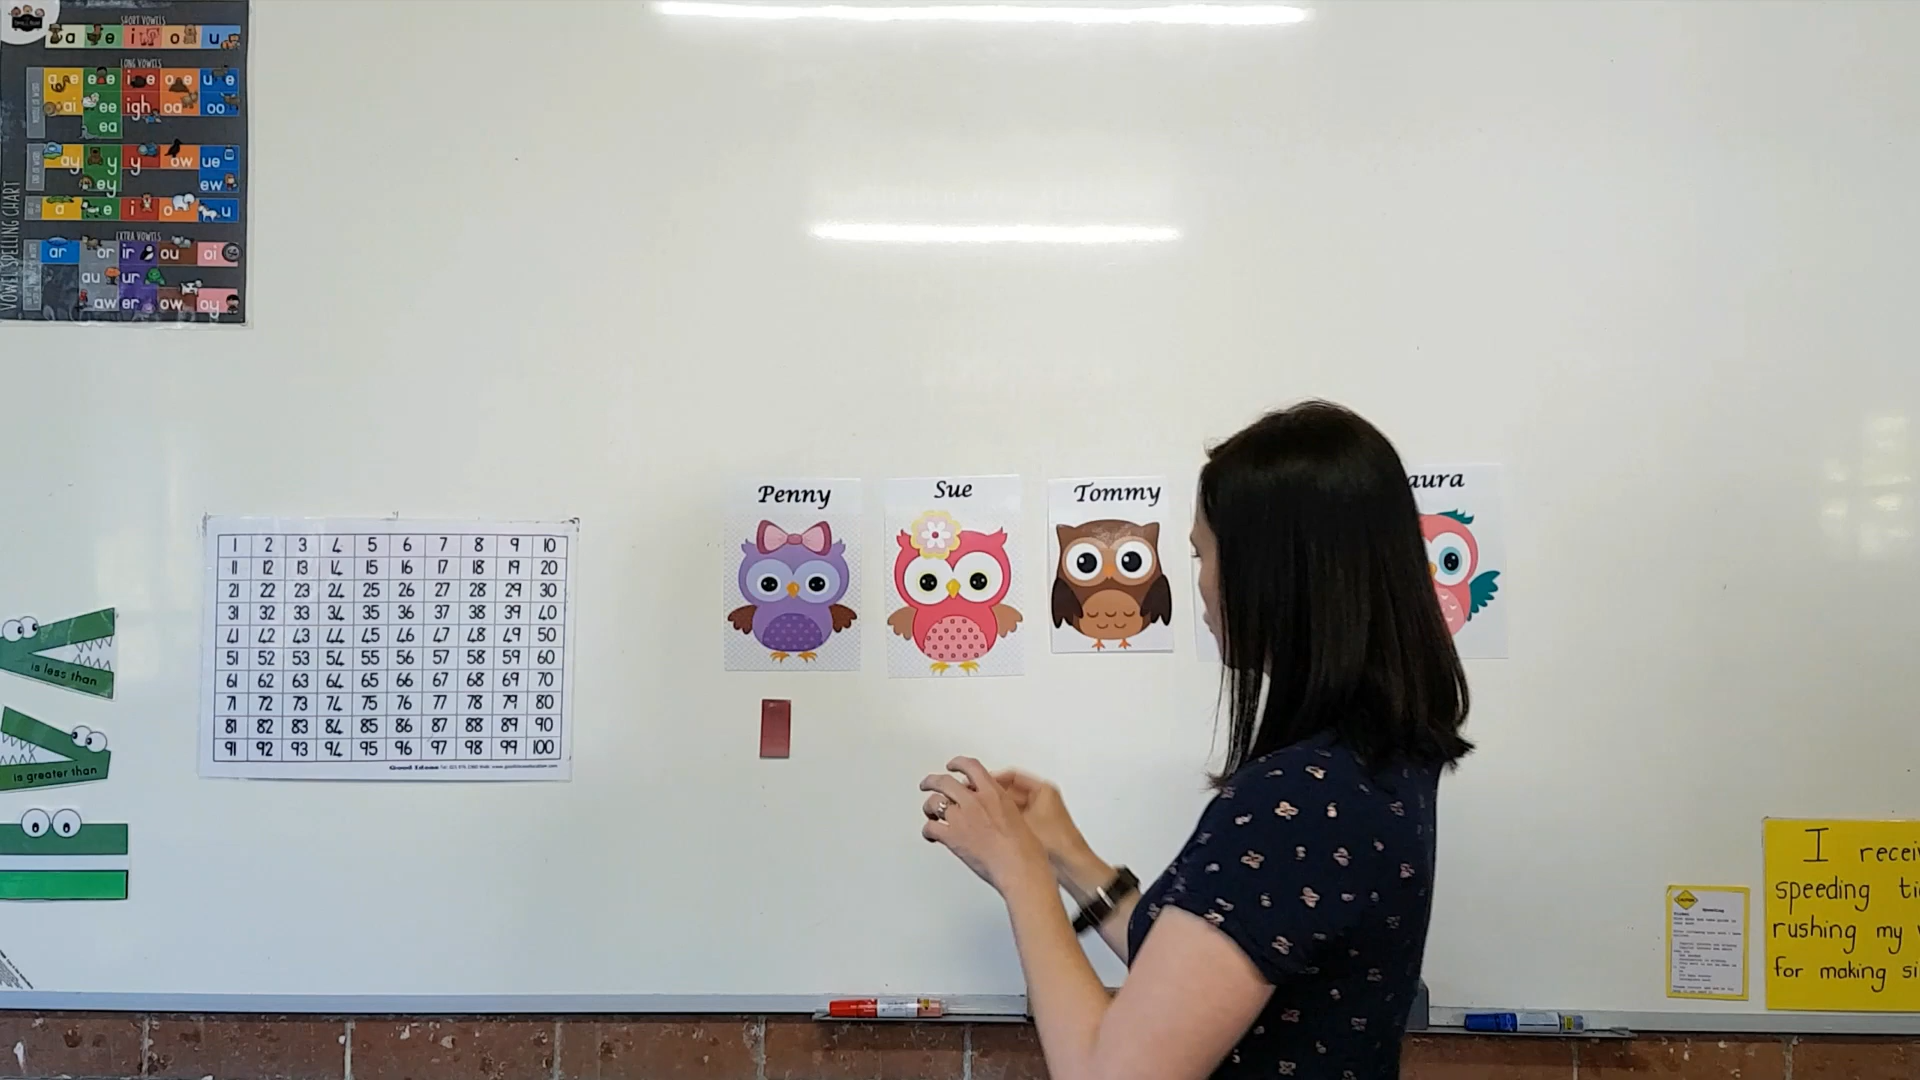 SHORT VOWELS
a e i o u
LONG VOWELS
a e e e i e o e u e
ai ee igh oa oo
ea
ay y y ow ue
ey ew
a e i o u
EXTRA VOWELS
ar or ir ou oi
au ur
aw er ow oy
VOWEL SPELLING CHART
Penny
Sue
Tommy
aura
1 2 3 4 5 6 7 8 9 10
11 12 13 14 15 16 17 18 19 20
21 22 23 24 25 26 27 28 29 30
31 32 33 34 35 36 37 38 39 40
41 42 43 44 45 46 47 48 49 50
51 52 53 54 55 56 57 58 59 60
61 62 63 64 65 66 67 68 69 70
71 72 73 74 75 76 77 78 79 80
81 82 83 84 85 86 87 88 89 90
91 92 93 94 95 96 97 98 99 100
Good Ideas
is less than
is greater than
I recei
speeding ti
rushing my
for making si
Speeding